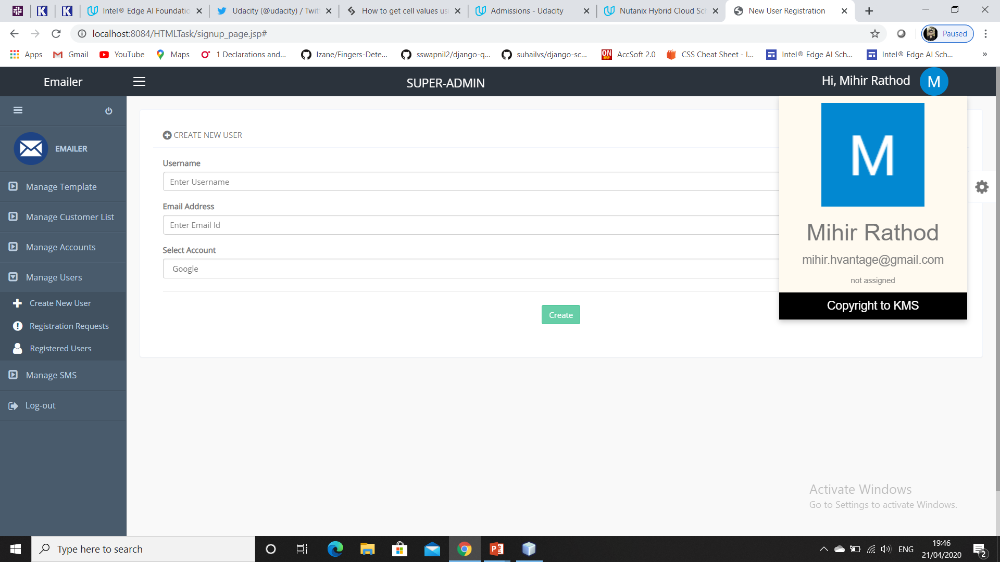 Intel® Edge AI Foundatio
Udacity (@udacity) / Twit
How to get cell values usi
Admissions - Udacity
Nutanix Hybrid Cloud Sch
New User Registration
localhost:8084/HTMLTask/signup_page.jsp#
Paused
Apps
Gmail
YouTube
Maps
1 Declarations and...
Izane/Fingers-Dete...
sswapnil2/django-q...
suhailvs/django-sc...
AccSoft 2.0
CSS Cheat Sheet - I...
Intel® Edge AI Sch...
Intel® Edge AI Sch...
»
Emailer
SUPER-ADMIN
Hi, Mihir Rathod
M
EMAILER
Manage Template
Manage Customer List
Manage Accounts
Manage Users
Create New User
Registration Requests
Registered Users
Manage SMS
Log-out
CREATE NEW USER
Username
Enter Username
Email Address
Enter Email Id
Select Account
Google
Create
M
Mihir Rathod
mihir.hvantage@gmail.com
not assigned
Copyright to KMS
Activate Windows
Go to Settings to activate Windows.
Type here to search
ENG
19:46
21/04/2020
2